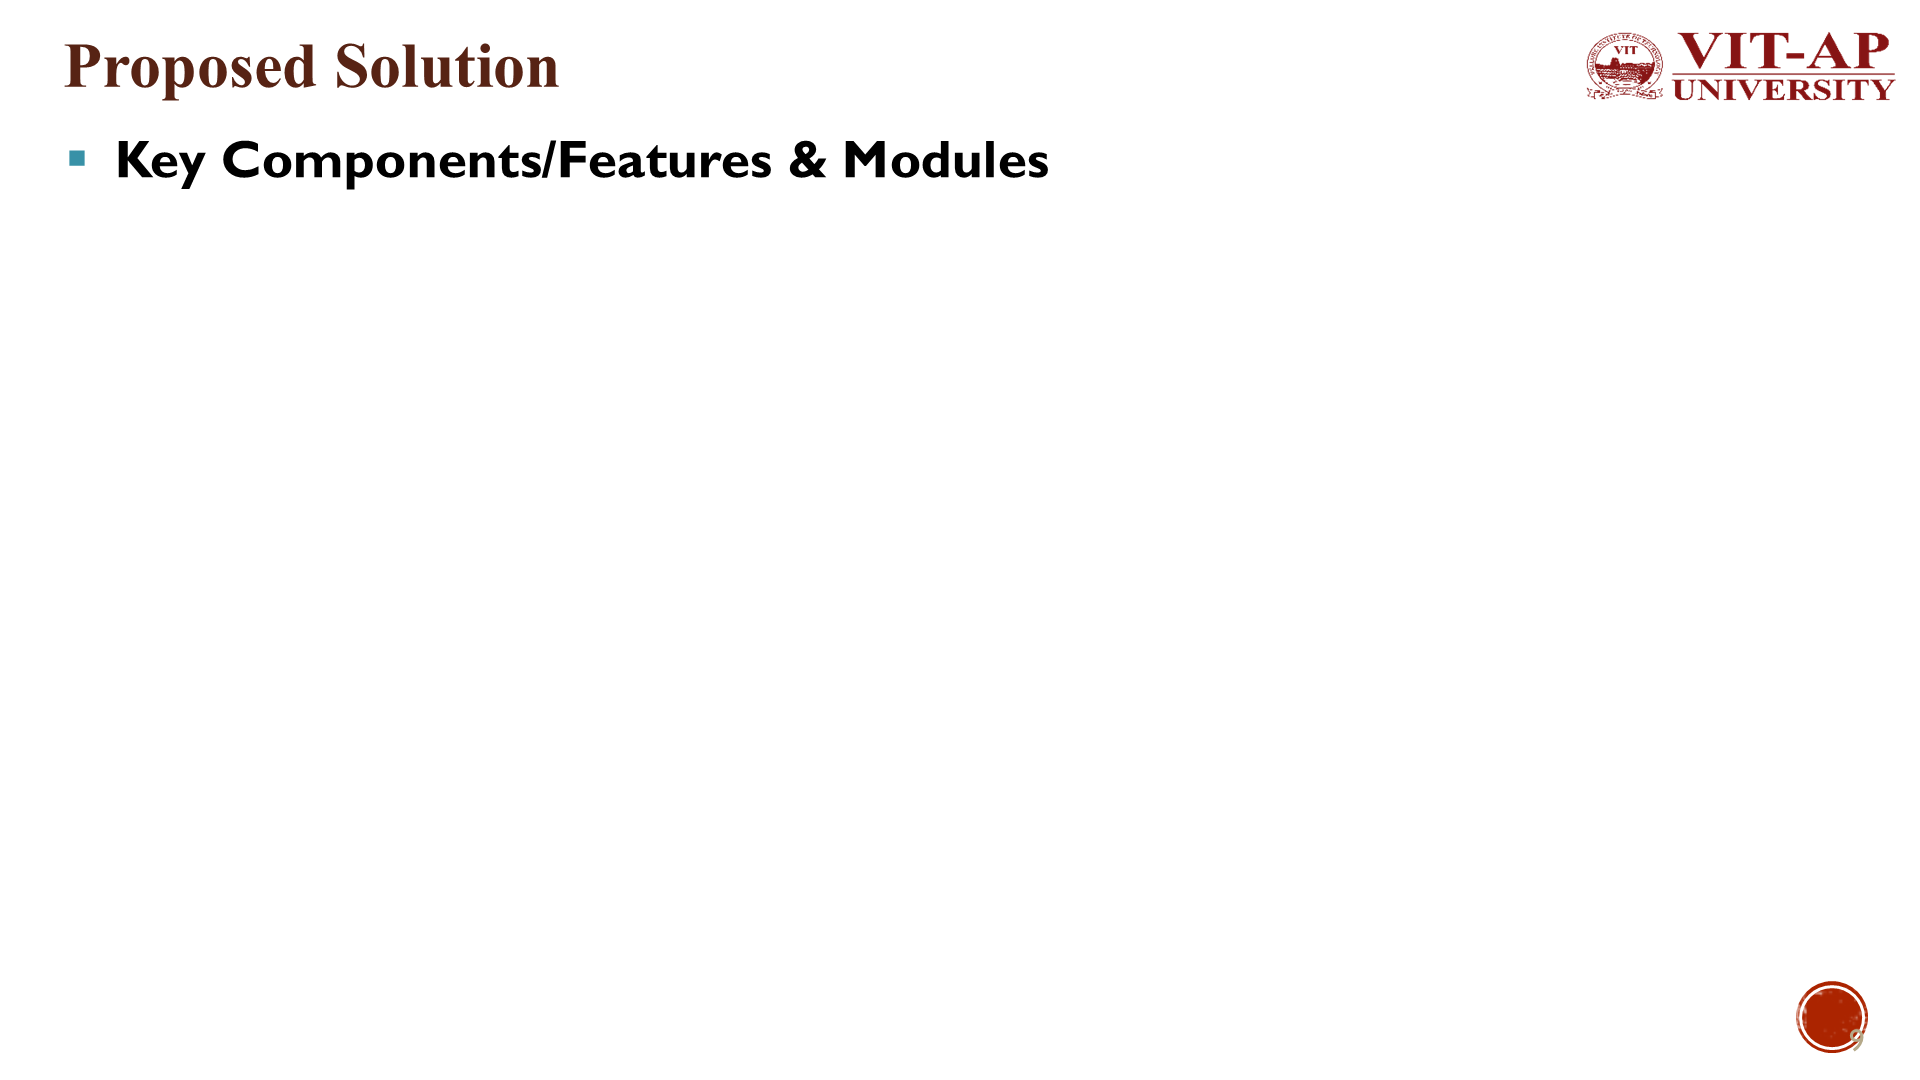 Proposed Solution
VIT
VIT-AP
UNIVERSITY
Key Components/Features & Modules
9